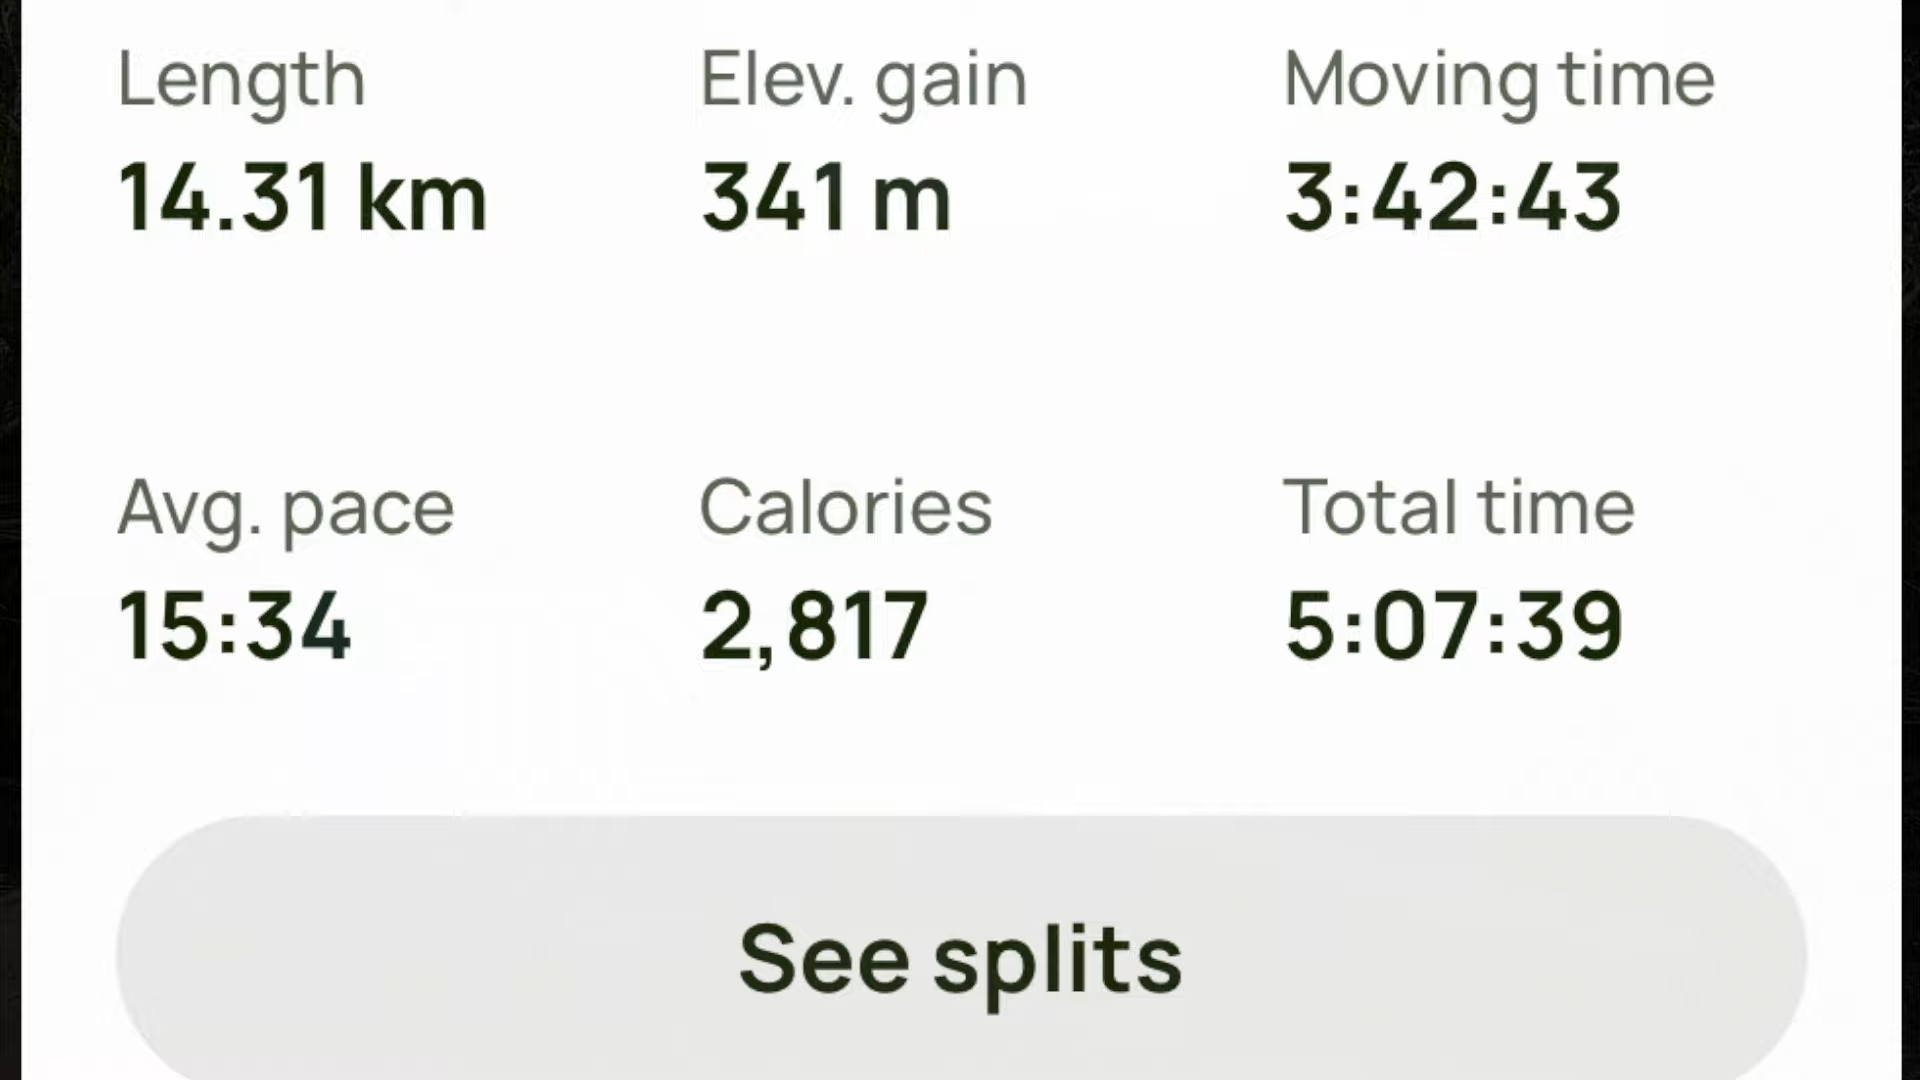 Length Elev. gain Moving time
14.31 km 341 m 3:42:43
Avg. pace Calories Total time
15:34 2,817 5:07:39
See splits